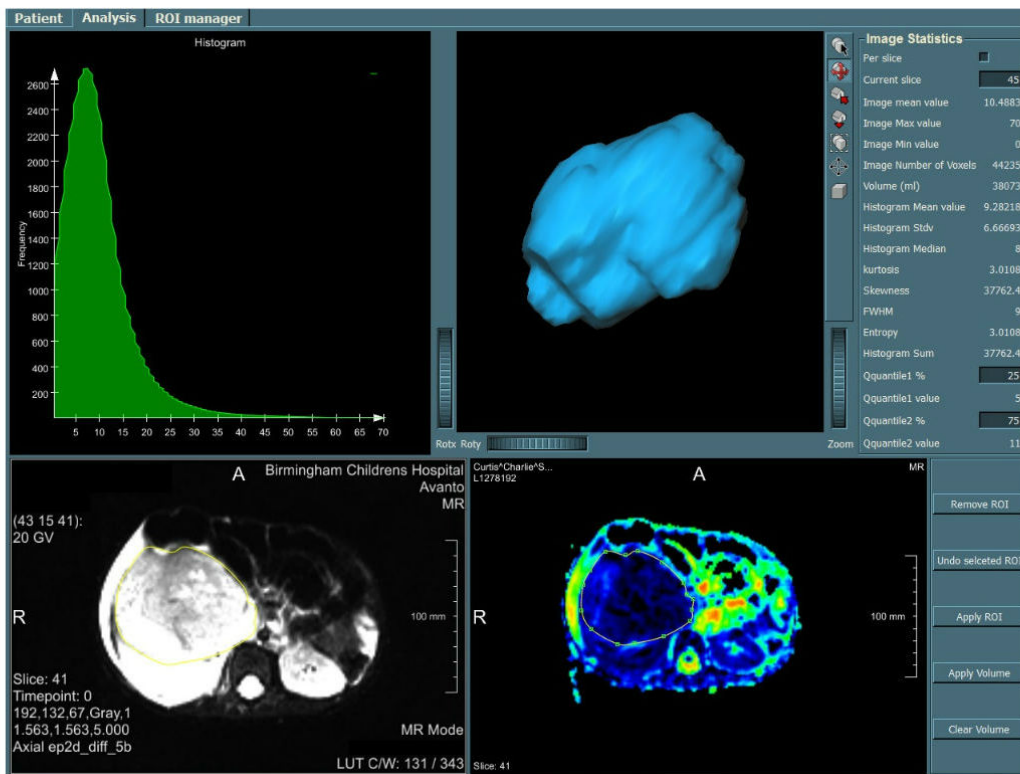 Patient Analysis ROI manager
Histogram
Frequency
2600
2400
2200
2000
1800
1600
1400
1200
1000
800
600
400
200
5 10 15 20 25 30 35 40 45 50 55 60 65 70
Rotx Roty
Zoom
Image Statistics
Per slice
Current slice 45
Image mean value 10.4883
Image Max value 70
Image Min value 0
Image Number of Voxels 44235
Volume (ml) 38073
Histogram Mean value 9.28218
Histogram Stdv 6.66693
Histogram Median 8
kurtosis 3.0108
Skewness 37762.4
FWHM 9
Entropy 3.0108
Histogram Sum 37762.4
Qquantile1 % 25
Qquantile1 value 5
Qquantile2 % 75
Qquantile2 value 11
A
Birmingham Childrens Hospital
Avanto
MR
(43 15 41):
20 GV
R
100 mm
Slice: 41
Timepoint: 0
192,132,67,Gray,1
1.563,1.563,5.000
Axial ep2d_diff_5b
MR Mode
LUT C/W: 131 / 343
Curtis^Charlie^S...
L1278192
A
MR
R
100 mm
Slice: 41
Remove ROI
Undo selceted ROI
Apply ROI
Apply Volume
Clear Volume